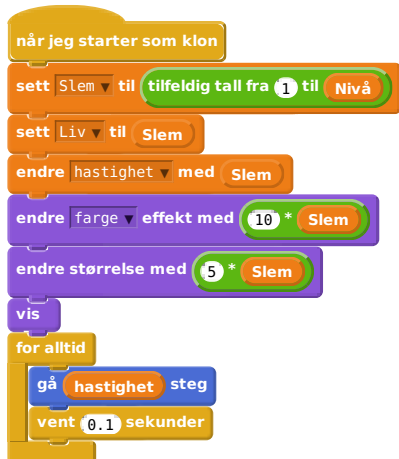 når jeg starter som klon
sett Slem til tilfeldig tall fra 1 til Nivå
sett Liv til Slem
endre hastighet med Slem
endre farge effekt med 10 * Slem
endre størrelse med 5 * Slem
vis
for alltid
gå hastighet steg
vent 0.1 sekunder